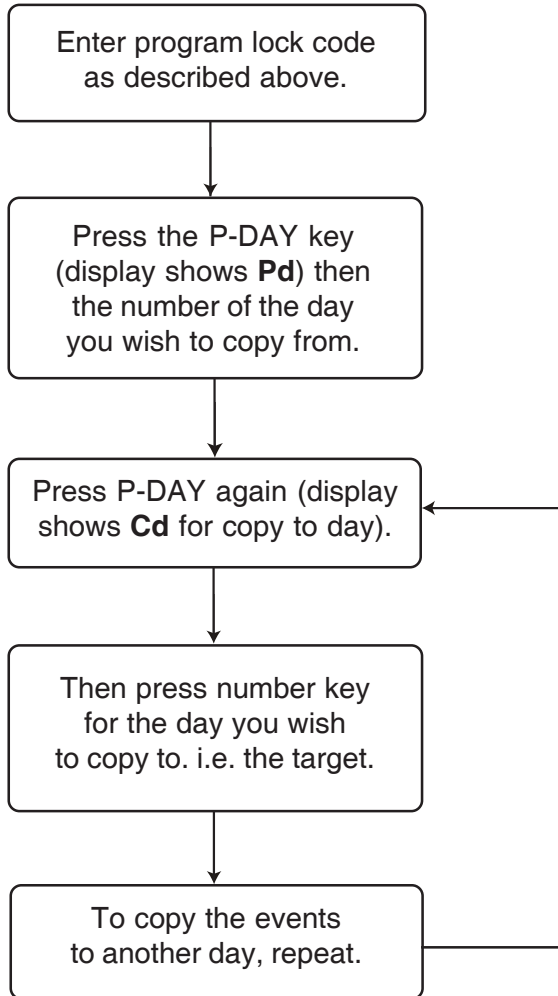 Enter program lock code
as described above.
Press the P-DAY key
(display shows Pd) then
the number of the day
you wish to copy from.
Press P-DAY again (display
shows Cd for copy to day).
Then press number key
for the day you wish
to copy to. i.e. the target.
To copy the events
to another day, repeat.